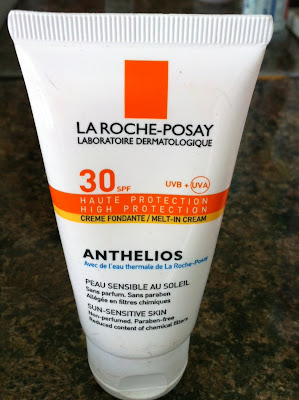 LA ROCHE-POSAY
LABORATOIRE DERMATOLOGIQUE
30 SPF UVB + UVA
HAUTE PROTECTION
HIGH PROTECTION
CRÈME FONDANTE / MELT-IN CREAM
ANTHELIOS
Avec de l'eau thermale de La Roche-Posay
PEAU SENSIBLE AU SOLEIL
Sans parfum. Sans paraben
Allégée en filtres chimiques
SUN-SENSITIVE SKIN
Non-perfumed. Paraben-free
Reduced content of chemical filters